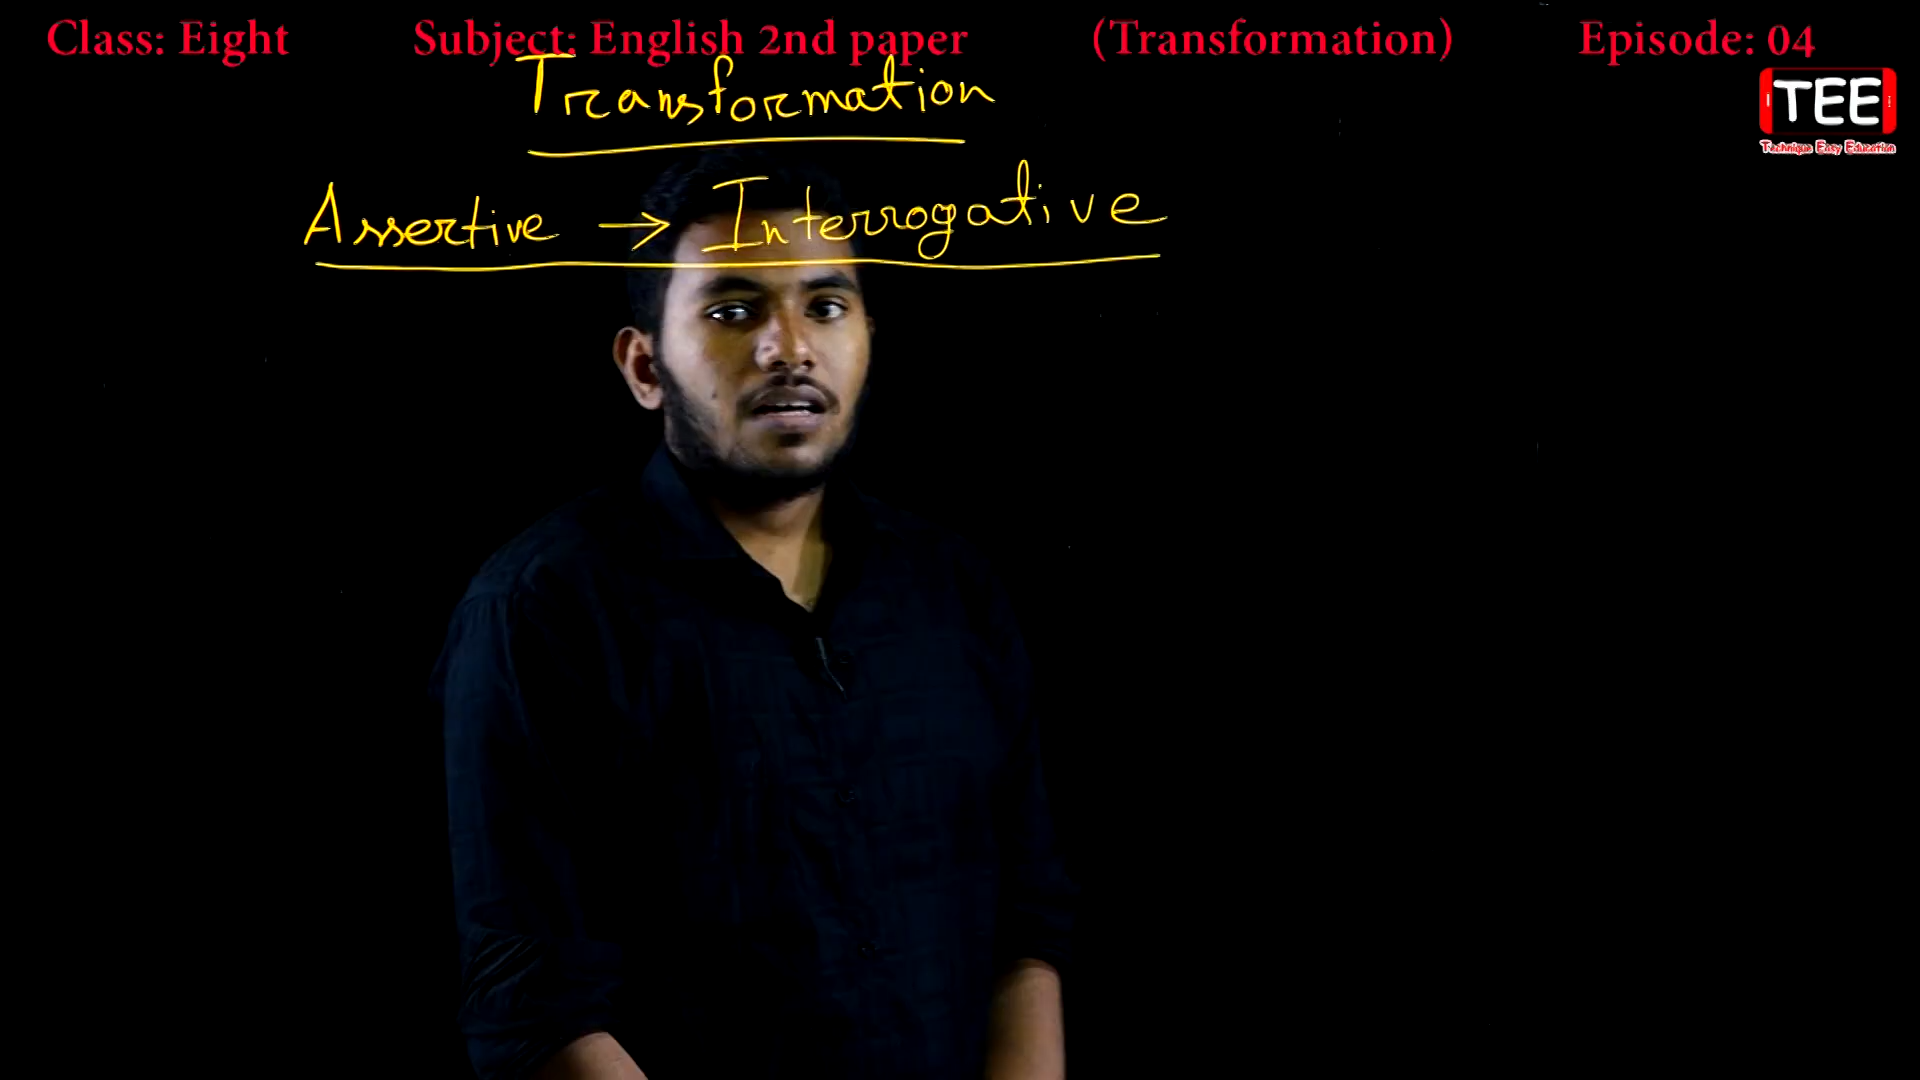 Class: Eight Subject: English 2nd paper (Transformation) Episode: 04
Transformation
TEE
Technique Easy Education
Assertive → Interrogative